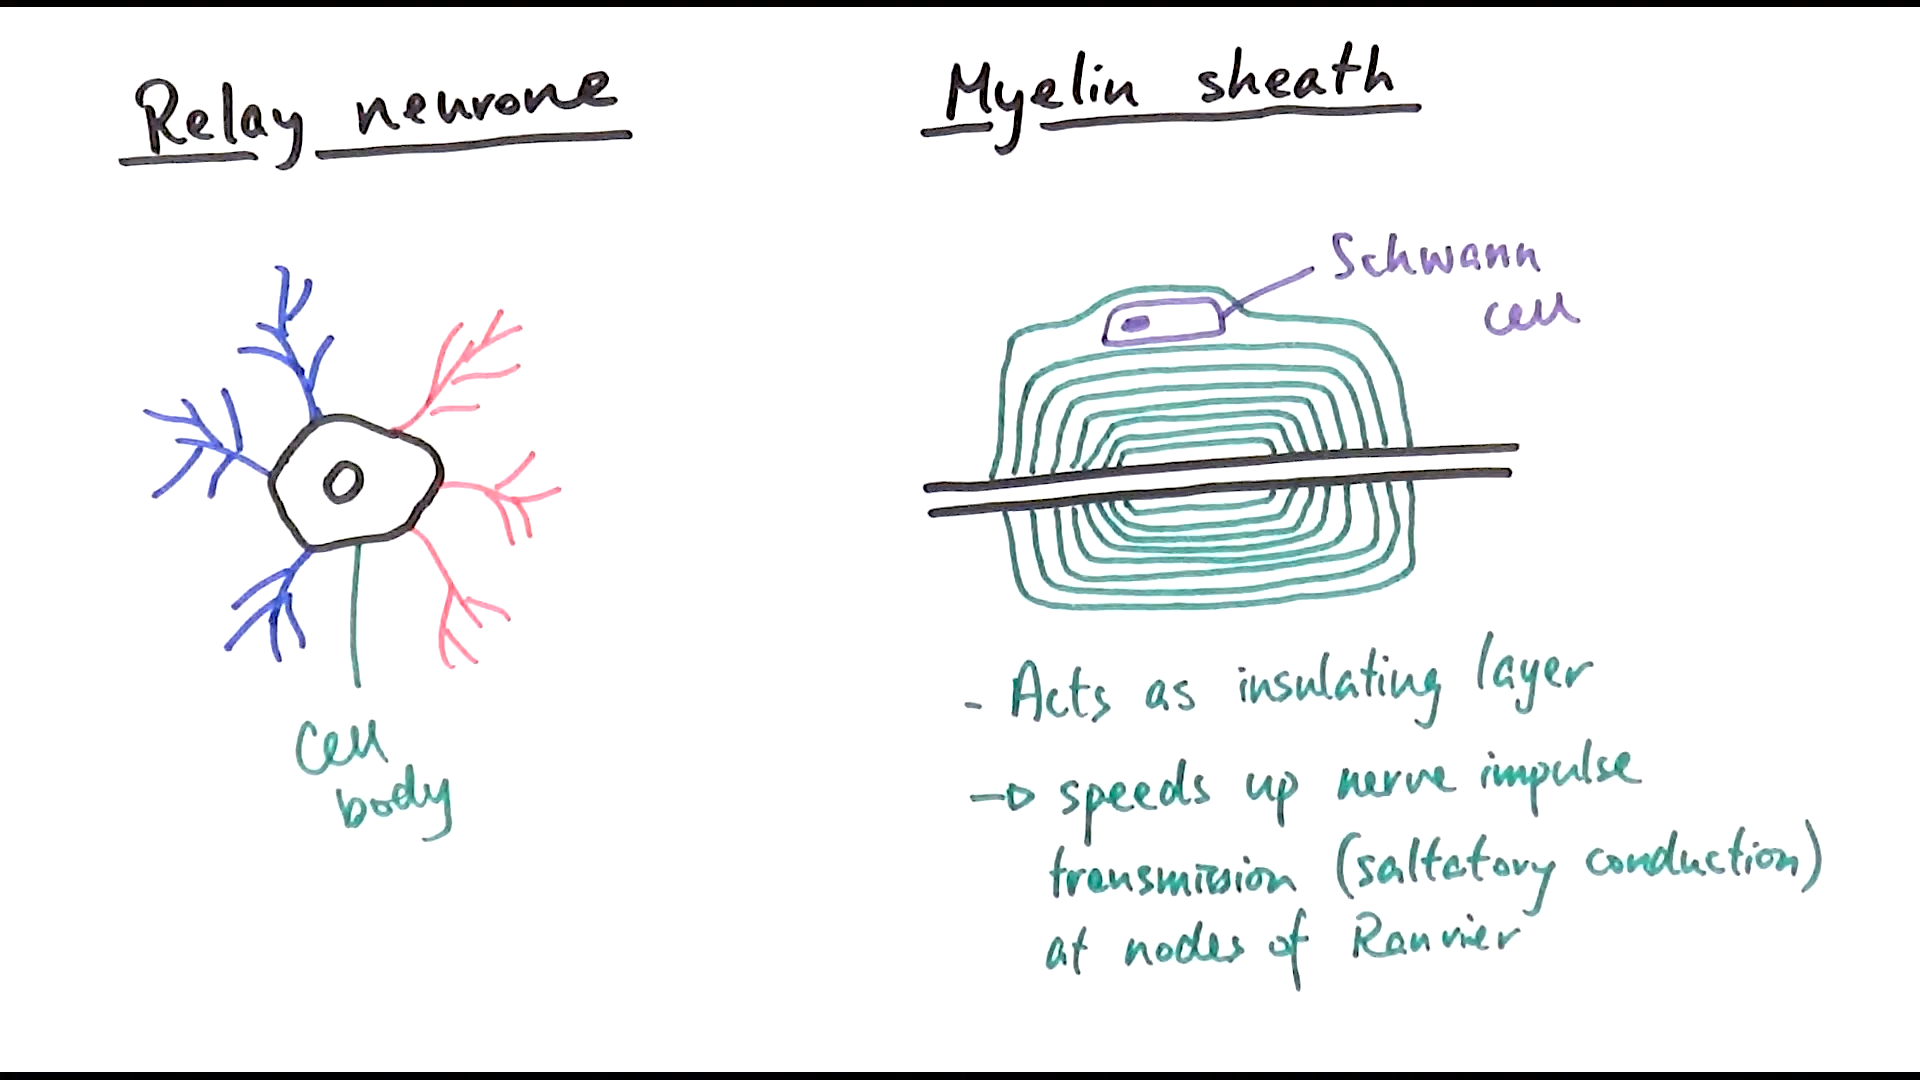 Relay neurone
Cell
body
Myelin sheath
Schwann
cell
- Acts as insulating layer
→ speeds up nerve impulse
transmission (saltatory conduction)
at nodes of Ranvier